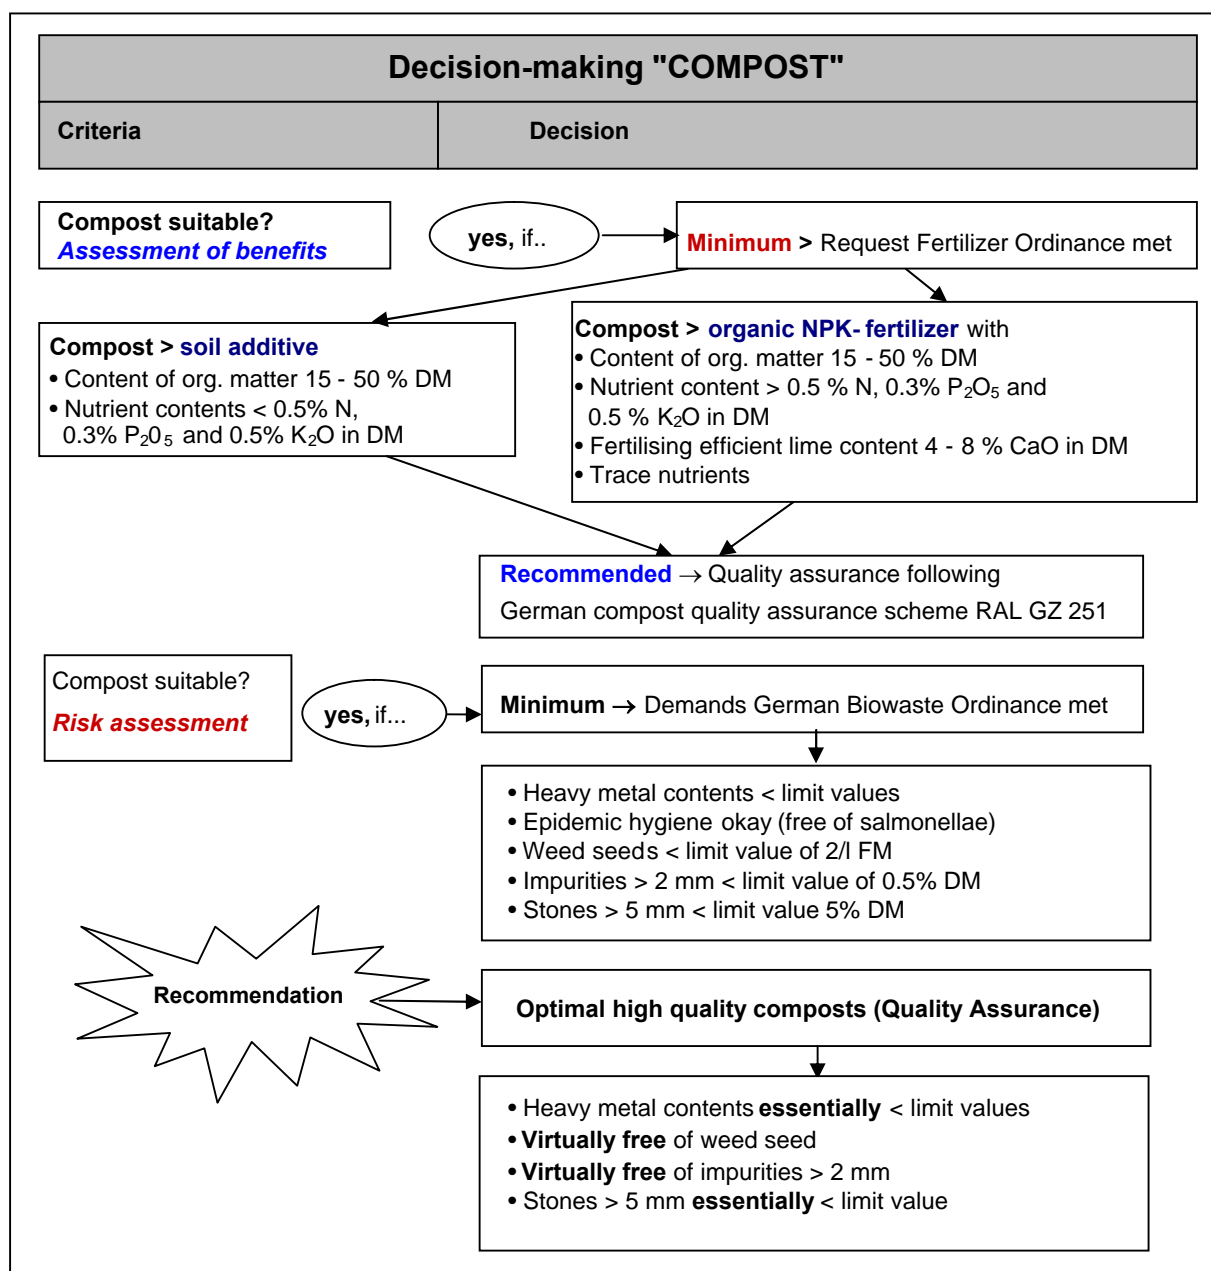 Decision-making "COMPOST"
Criteria
Decision
Compost suitable?
Assessment of benefits
yes, if..
Minimum > Request Fertilizer Ordinance met
Compost > soil additive
• Content of org. matter 15 - 50 % DM
• Nutrient contents < 0.5% N,
0.3% P₂0₅ and 0.5% K₂O in DM
Compost > organic NPK- fertilizer with
• Content of org. matter 15 - 50 % DM
• Nutrient content > 0.5 % N, 0.3% P₂O₅ and
0.5 % K₂O in DM
• Fertilising efficient lime content 4 - 8 % CaO in DM
• Trace nutrients
Recommended → Quality assurance following
German compost quality assurance scheme RAL GZ 251
Compost suitable?
Risk assessment
yes, if...
Minimum → Demands German Biowaste Ordinance met
• Heavy metal contents < limit values
• Epidemic hygiene okay (free of salmonellae)
• Weed seeds < limit value of 2/l FM
• Impurities > 2 mm < limit value of 0.5% DM
• Stones > 5 mm < limit value 5% DM
Recommendation
Optimal high quality composts (Quality Assurance)
• Heavy metal contents essentially < limit values
• Virtually free of weed seed
• Virtually free of impurities > 2 mm
• Stones > 5 mm essentially < limit value